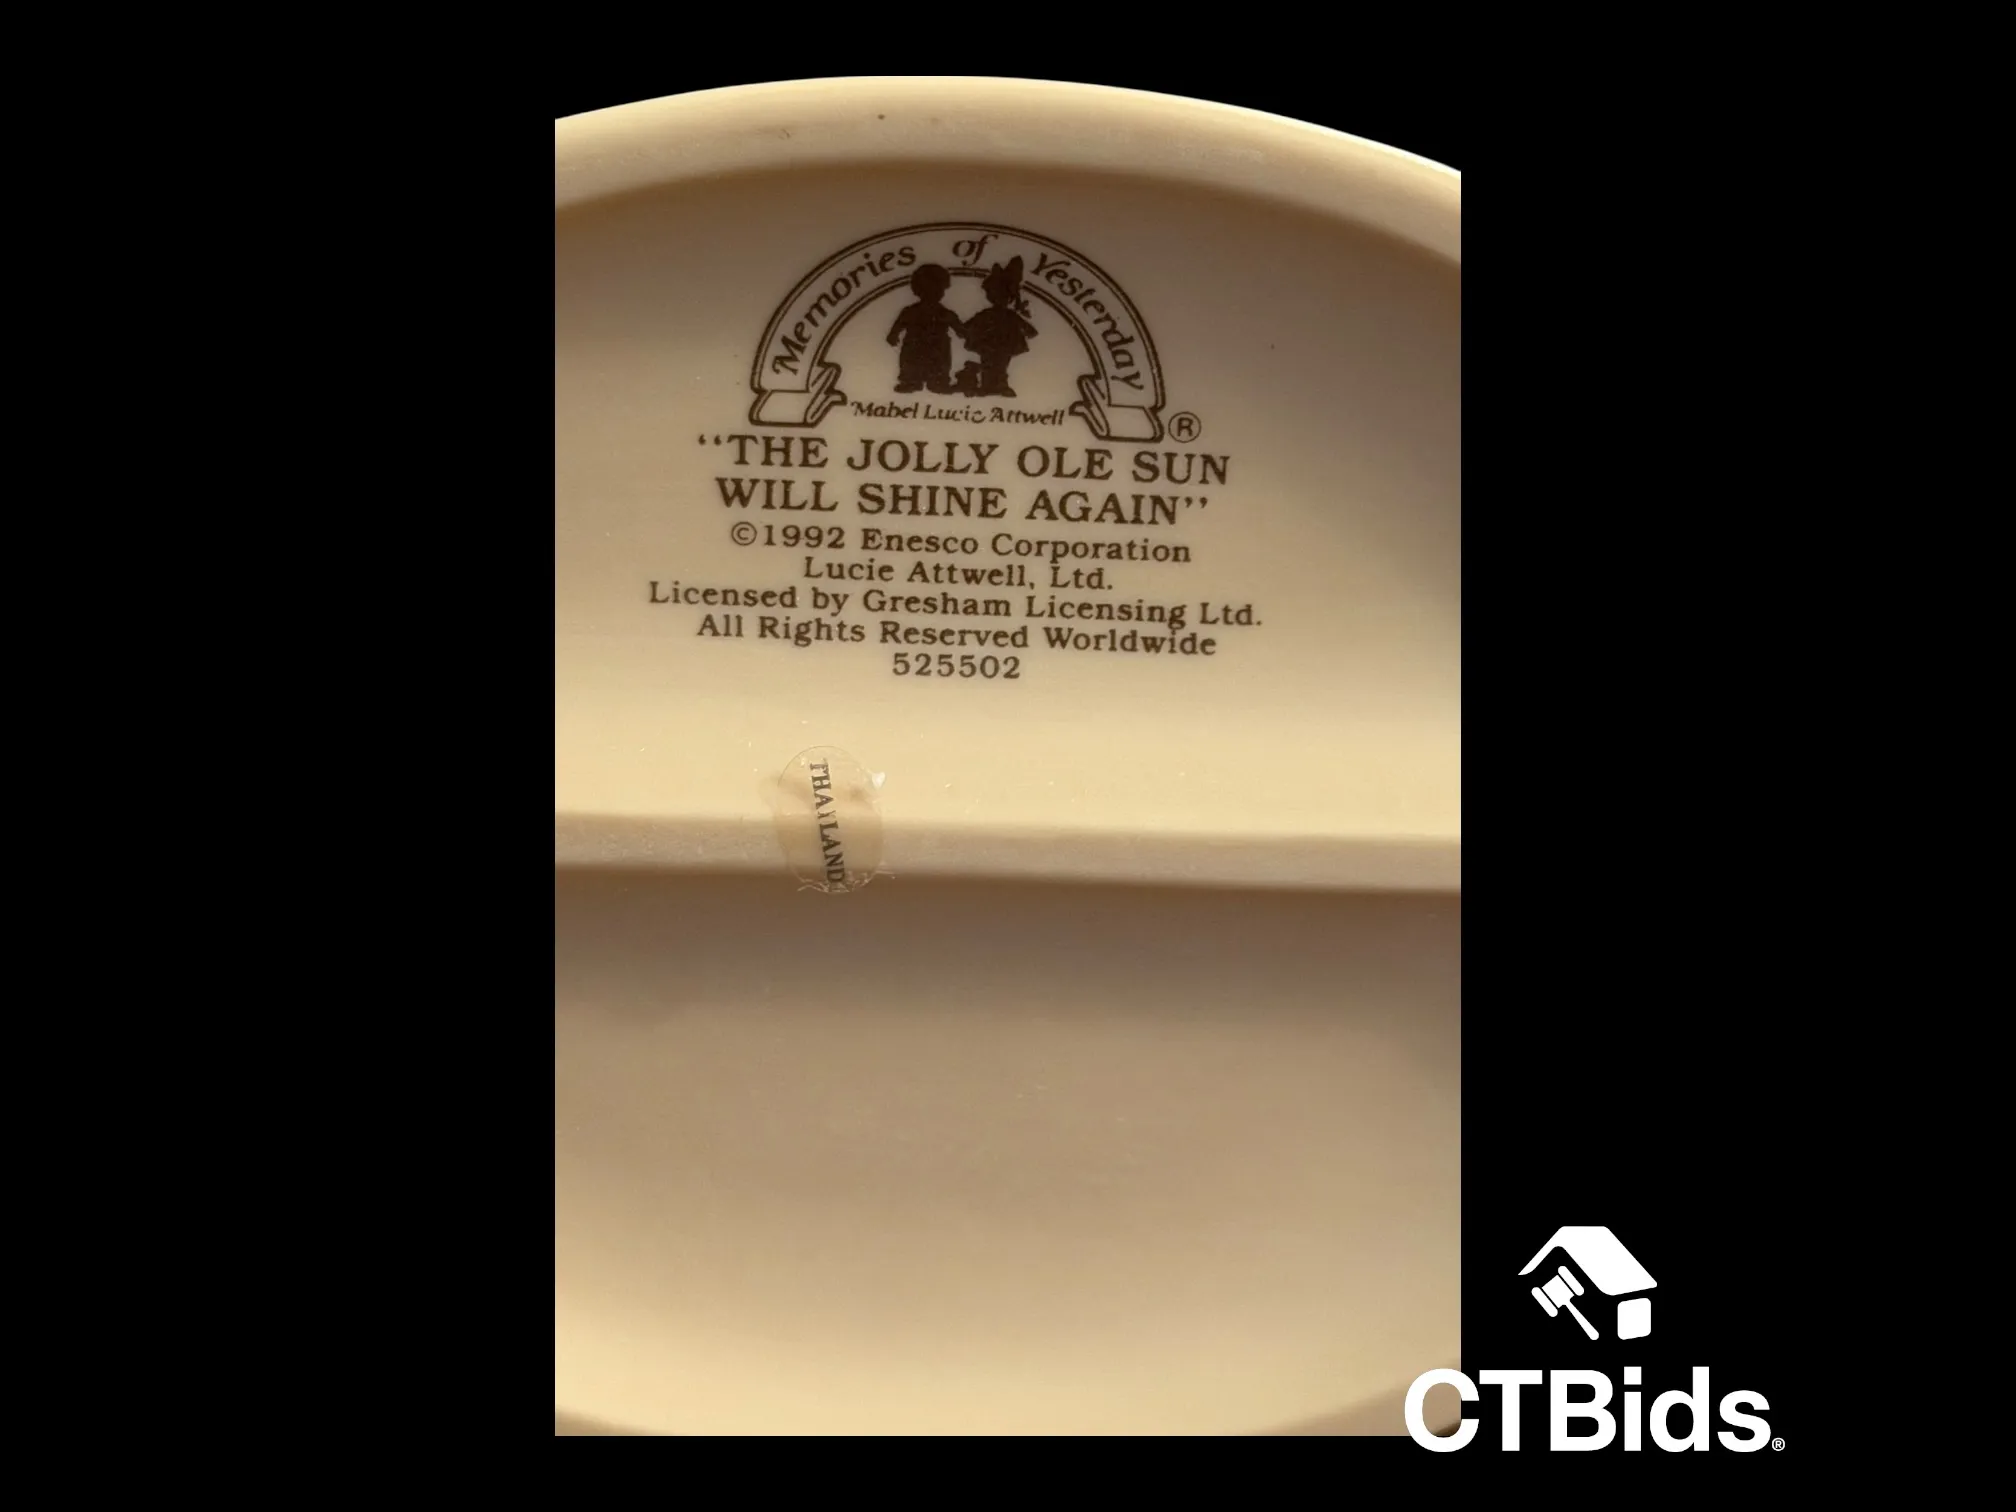 Memories of Yesterday
Mabel Lucie Attwell
®
“THE JOLLY OLE SUN
WILL SHINE AGAIN”
©1992 Enesco Corporation
Lucie Attwell, Ltd.
Licensed by Gresham Licensing Ltd.
All Rights Reserved Worldwide
525502
THAILAND
CTBids®